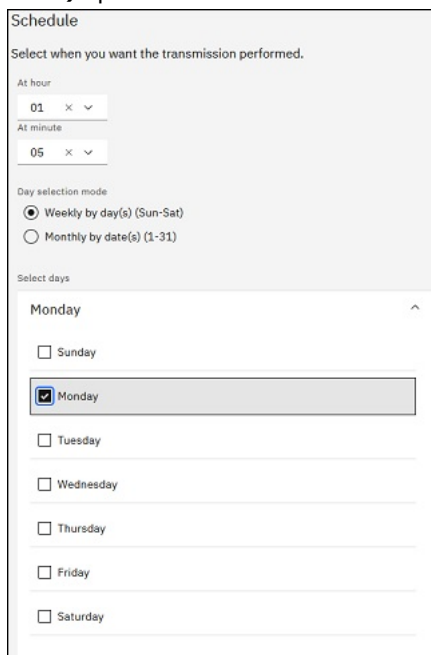 Schedule
Select when you want the transmission performed.
At hour
01
At minute
05
Day selection mode
Weekly by day(s) (Sun-Sat)
Monthly by date(s) (1-31)
Select days
Monday
Sunday
Monday
Tuesday
Wednesday
Thursday
Friday
Saturday